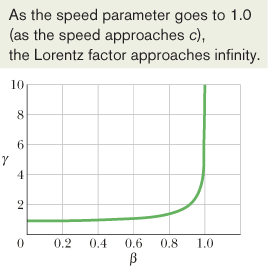 As the speed parameter goes to 1.0
(as the speed approaches c),
the Lorentz factor approaches infinity.
10
8
6
γ
4
2
0 0.2 0.4 0.6 0.8 1.0
β